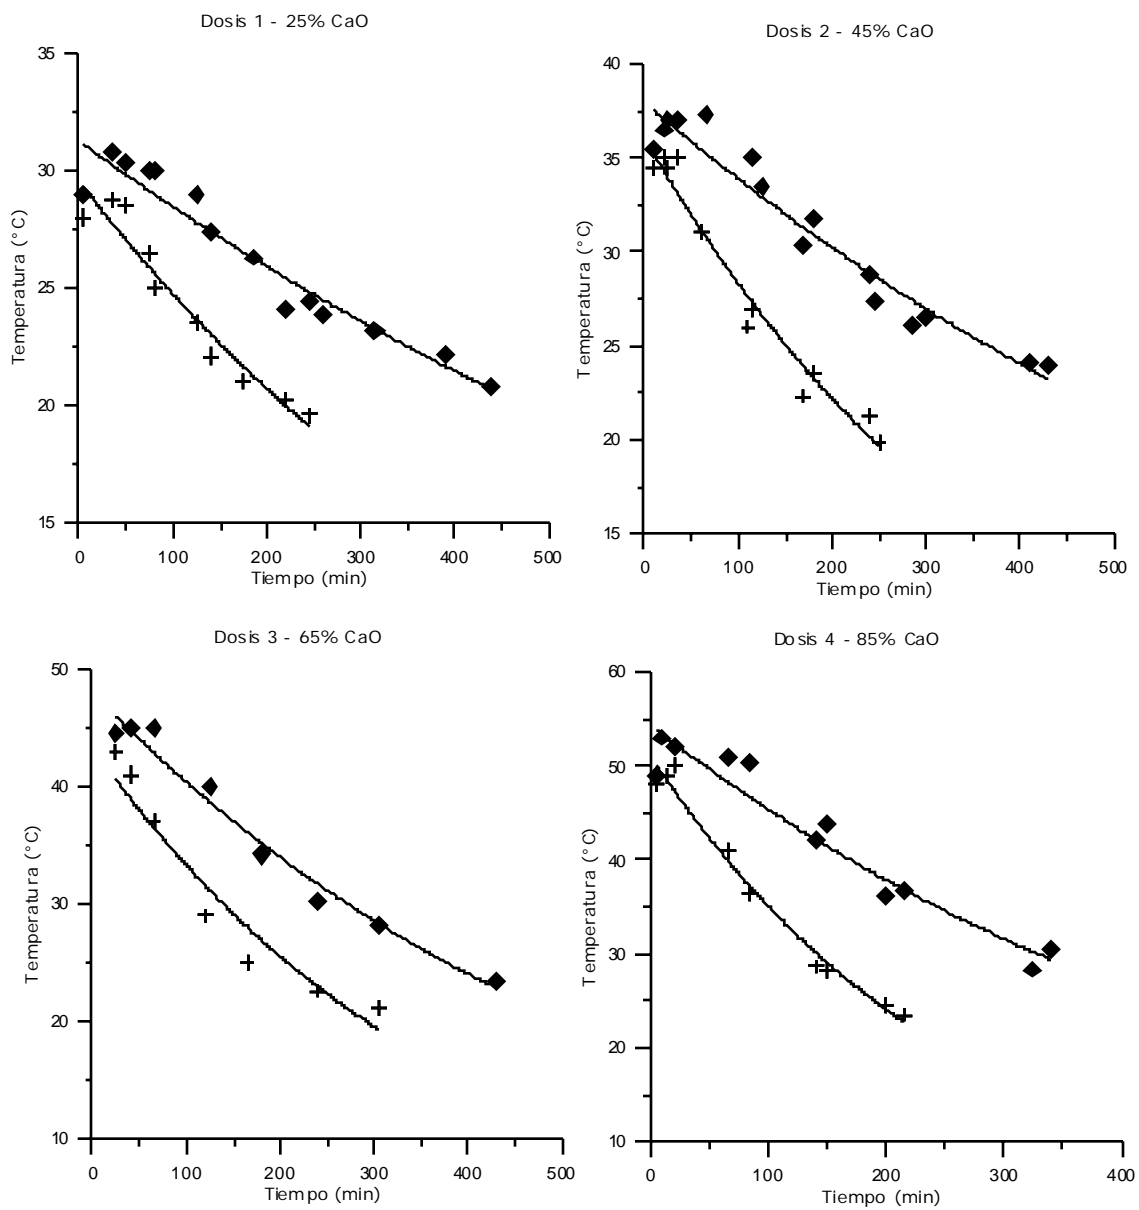 Dosis 1 - 25% CaO
35
30
25
20
15
Temperatura (°C)
0 100 200 300 400 500
Tiempo (min)
Dosis 2 - 45% CaO
40
35
30
25
20
15
Temperatura (°C)
0 100 200 300 400 500
Tiempo (min)
Dosis 3 - 65% CaO
50
40
30
20
10
Temperatura (°C)
0 100 200 300 400 500
Tiempo (min)
Dosis 4 - 85% CaO
60
50
40
30
20
10
Temperatura (°C)
0 100 200 300 400
Tiempo (min)